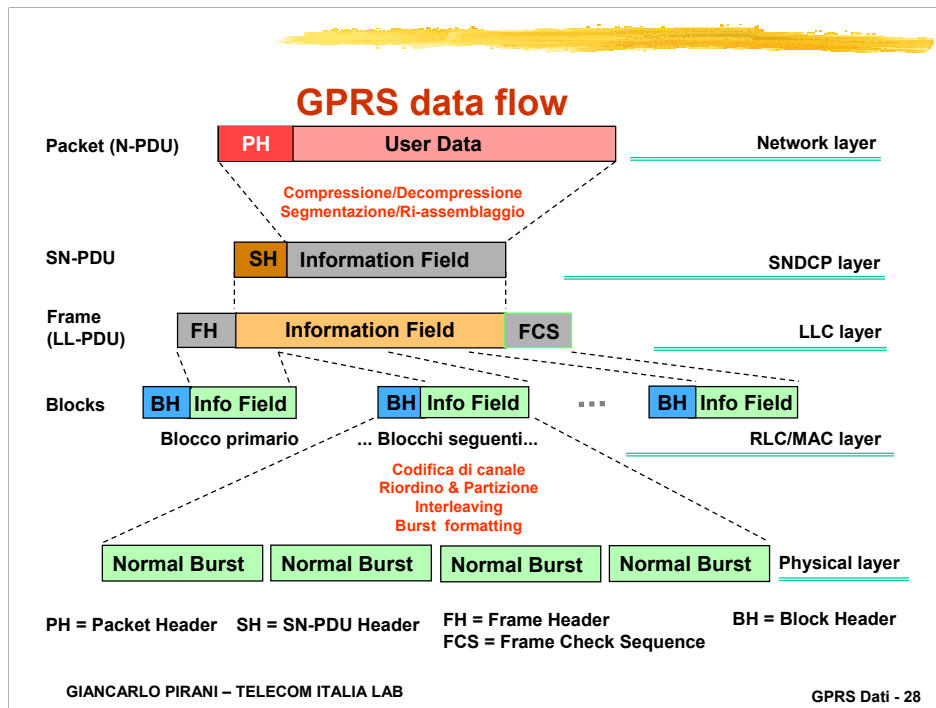 GPRS data flow
Packet (N-PDU)
PH
User Data
Network layer
Compressione/Decompressione
Segmentazione/Ri-assemblaggio
SN-PDU
SH
Information Field
SNDCP layer
Frame
(LL-PDU)
FH
Information Field
FCS
LLC layer
Blocks
BH
Info Field
BH
Info Field
...
BH
Info Field
Blocco primario
... Blocchi seguenti...
RLC/MAC layer
Codifica di canale
Riordino & Partizione
Interleaving
Burst formatting
Normal Burst
Normal Burst
Normal Burst
Normal Burst
Physical layer
PH = Packet Header
SH = SN-PDU Header
FH = Frame Header
FCS = Frame Check Sequence
BH = Block Header
GIANCARLO PIRANI – TELECOM ITALIA LAB
GPRS Dati - 28